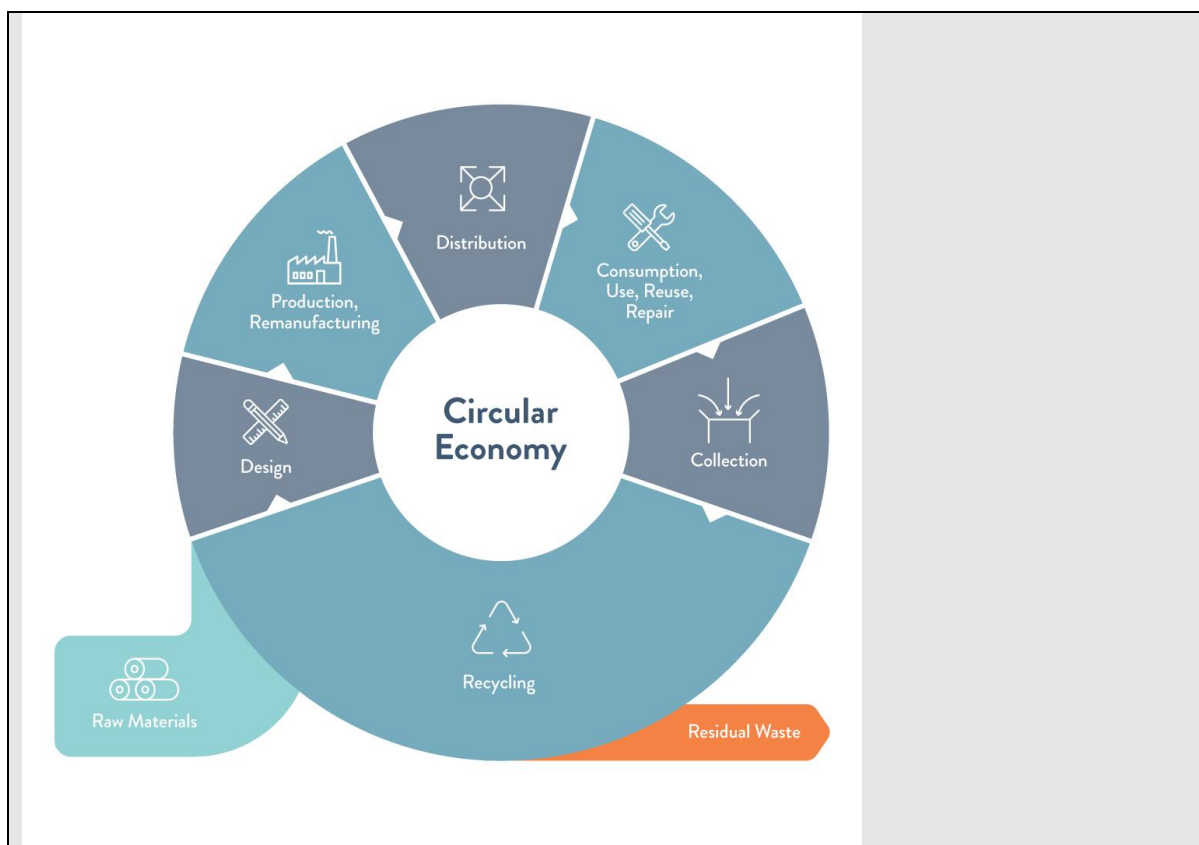 Distribution
Consumption,
Use, Reuse,
Repair
Production,
Remanufacturing
Circular
Economy
Design
Collection
Recycling
Raw Materials
Residual Waste